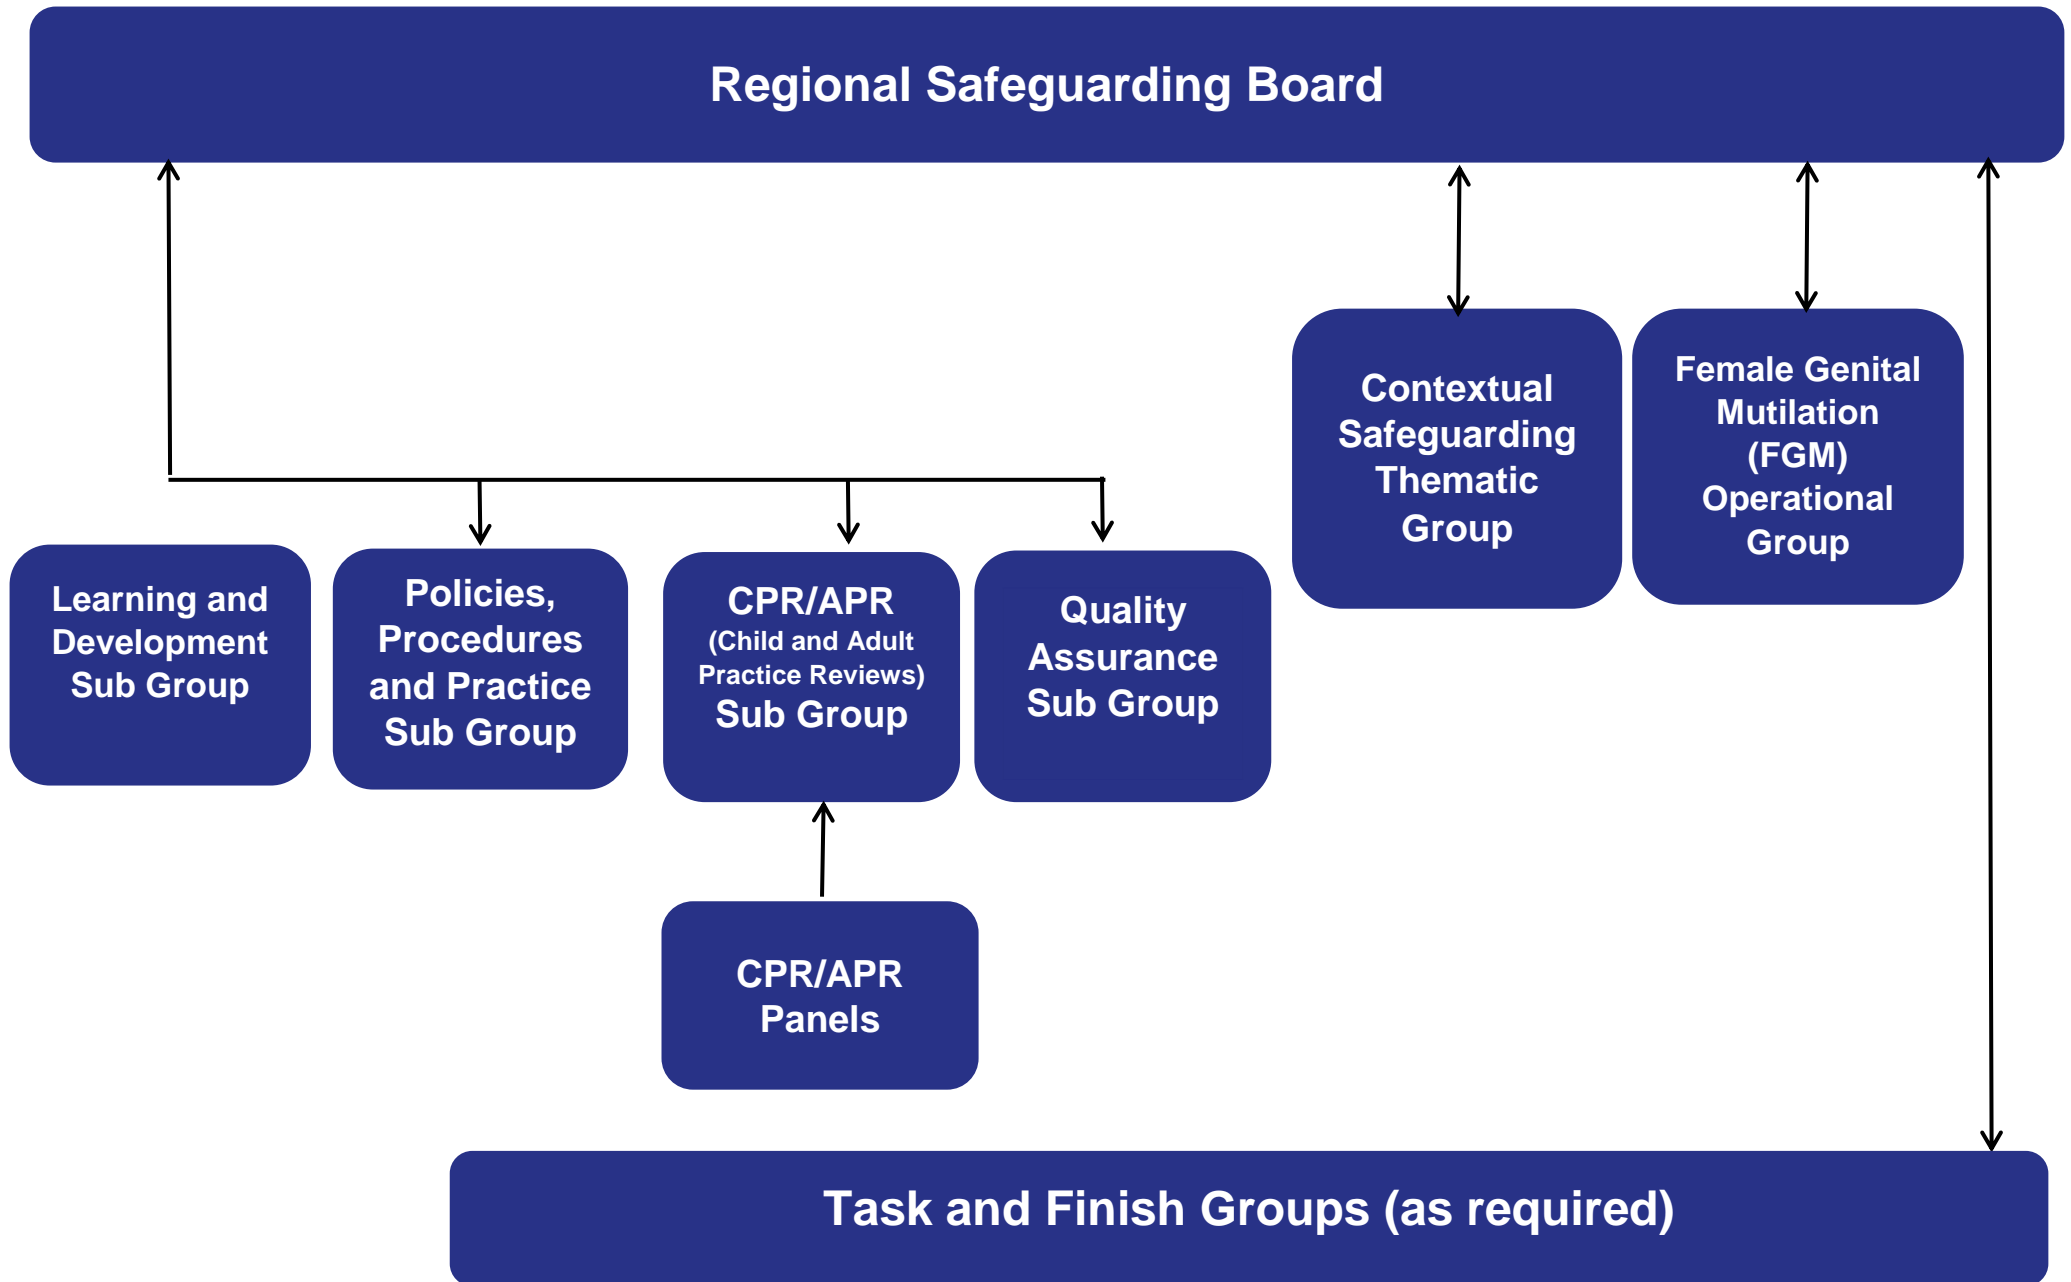 Regional Safeguarding Board
Contextual
Safeguarding
Thematic
Group
Female Genital
Mutilation
(FGM)
Operational
Group
Learning and
Development
Sub Group
Policies,
Procedures
and Practice
Sub Group
CPR/APR
(Child and Adult
Practice Reviews)
Sub Group
Quality
Assurance
Sub Group
CPR/APR
Panels
Task and Finish Groups (as required)